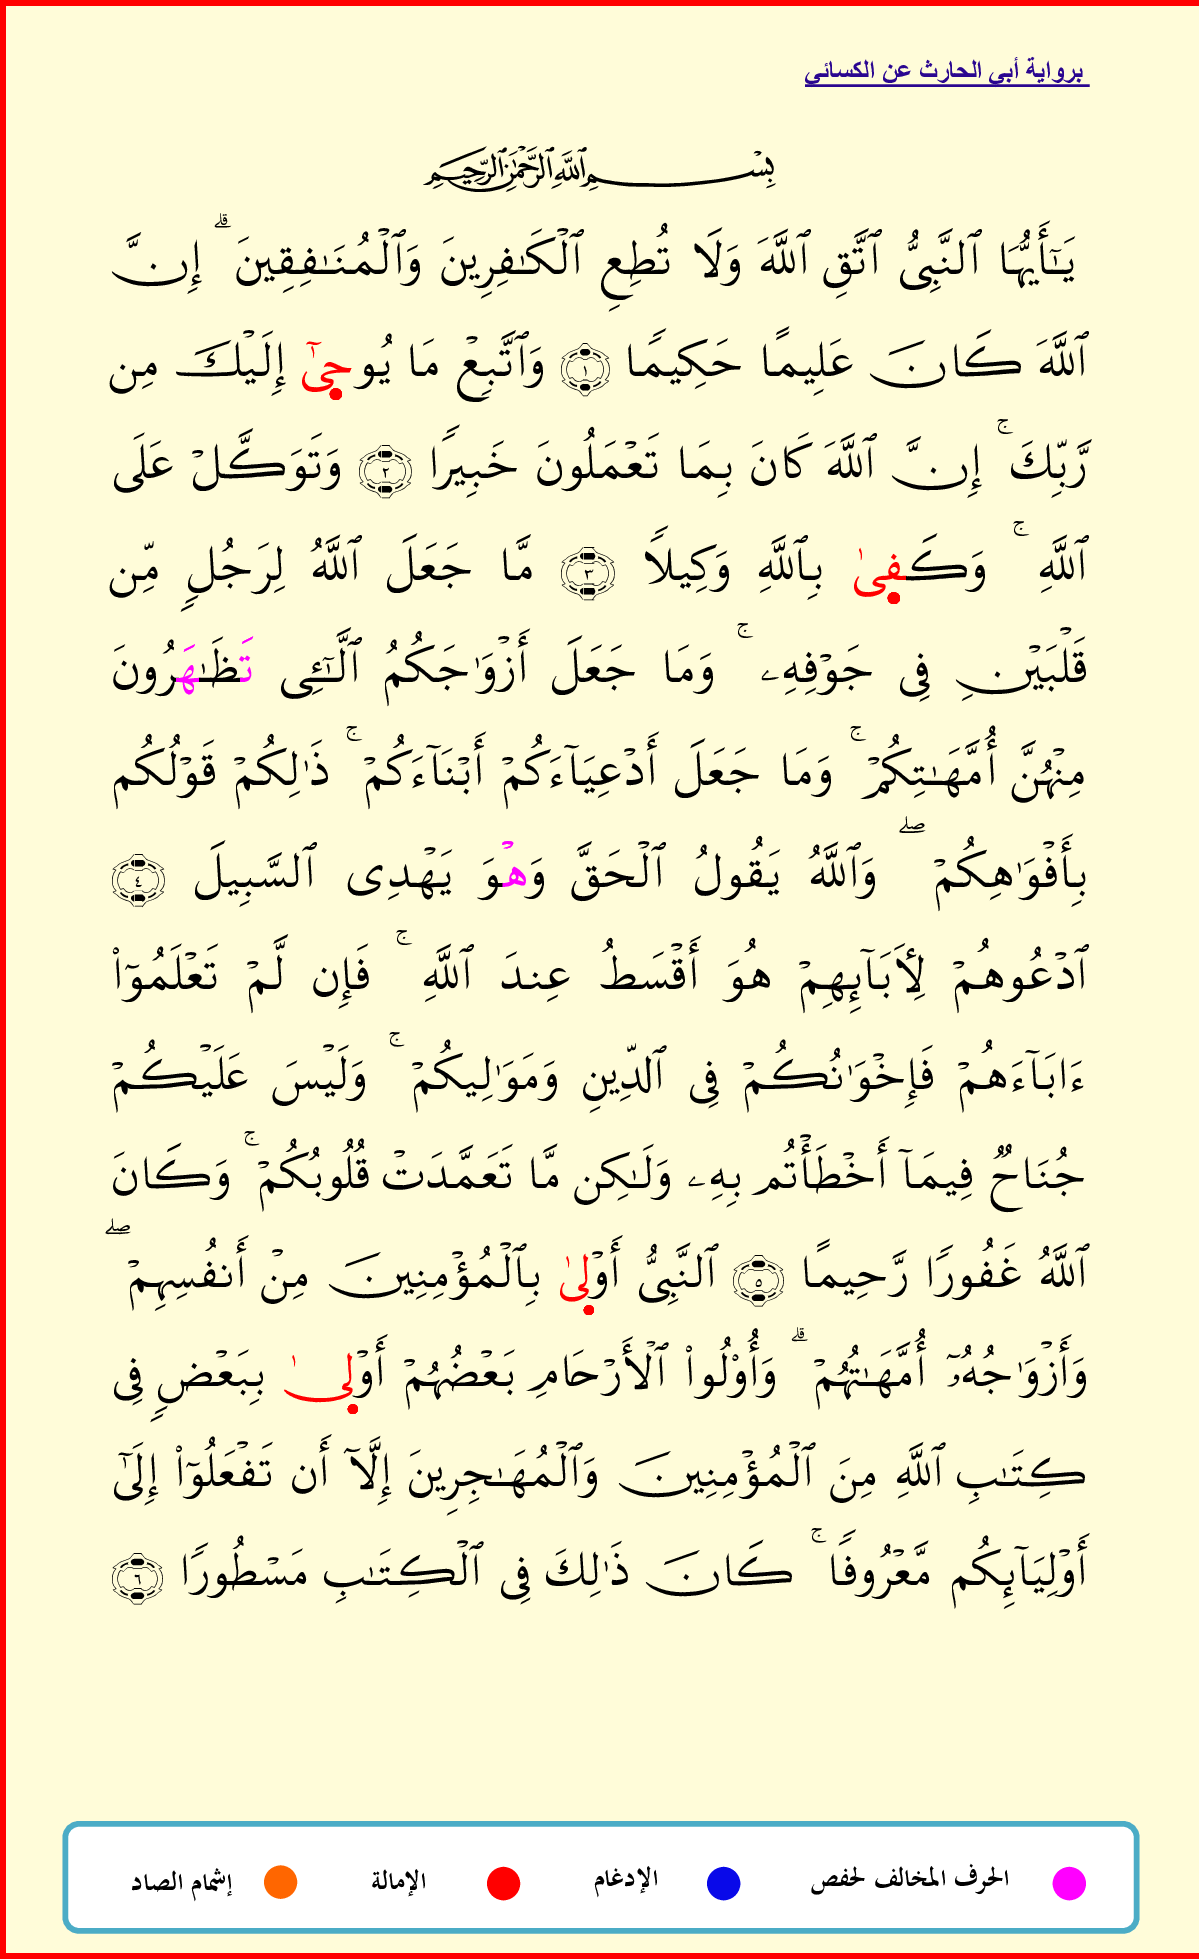 برواية أبي الحارث عن الكسائي
بِسْمِ ٱللَّهِ ٱلرَّحْمَٰنِ ٱلرَّحِيمِ
يَـٰٓأَيُّهَا ٱلنَّبِىُّ ٱتَّقِ ٱللَّهَ وَلَا تُطِعِ ٱلْكَـٰفِرِينَ وَٱلْمُنَـٰفِقِينَ ۗ إِنَّ
ٱللَّهَ كَانَ عَلِيمًا حَكِيمًا ١ وَٱتَّبِعْ مَا يُوحِىٰٓ إِلَيْكَ مِن
رَّبِّكَ ۚ إِنَّ ٱللَّهَ كَانَ بِمَا تَعْمَلُونَ خَبِيرًا ٢ وَتَوَكَّلْ عَلَى
ٱللَّهِ ۚ وَكَفِىٰ بِٱللَّهِ وَكِيلًا ٣ مَّا جَعَلَ ٱللَّهُ لِرَجُلٍ مِّن
قَلْبَيْنِ فِى جَوْفِهِۦ ۚ وَمَا جَعَلَ أَزْوَٰجَكُمُ ٱلَّـٰٓـِٔى تَظَـٰهَرُونَ
مِنْهُنَّ أُمَّهَـٰتِكُمْ ۚ وَمَا جَعَلَ أَدْعِيَآءَكُمْ أَبْنَآءَكُمْ ۚ ذَٰلِكُمْ قَوْلُكُم
بِأَفْوَٰهِكُمْ ۖ وَٱللَّهُ يَقُولُ ٱلْحَقَّ وَهْوَ يَهْدِى ٱلسَّبِيلَ ٤
ٱدْعُوهُمْ لِأَبَآئِهِمْ هُوَ أَقْسَطُ عِندَ ٱللَّهِ ۚ فَإِن لَّمْ تَعْلَمُوٓا۟
ءَابَآءَهُمْ فَإِخْوَٰنُكُمْ فِى ٱلدِّينِ وَمَوَٰلِيكُمْ ۚ وَلَيْسَ عَلَيْكُمْ
جُنَاحٌ فِيمَآ أَخْطَأْتُم بِهِۦ وَلَـٰكِن مَّا تَعَمَّدَتْ قُلُوبُكُمْ ۚ وَكَانَ
ٱللَّهُ غَفُورًا رَّحِيمًا ٥ ٱلنَّبِىُّ أَوْلِىٰ بِٱلْمُؤْمِنِينَ مِنْ أَنفُسِهِمْ ۖ
وَأَزْوَٰجُهُۥٓ أُمَّهَـٰتُهُمْ ۗ وَأُو۟لُوا۟ ٱلْأَرْحَامِ بَعْضُهُمْ أَوْلِىٰ بِبَعْضٍ فِى
كِتَـٰبِ ٱللَّهِ مِنَ ٱلْمُؤْمِنِينَ وَٱلْمُهَـٰجِرِينَ إِلَّآ أَن تَفْعَلُوٓا۟ إِلَىٰٓ
أَوْلِيَآئِكُم مَّعْرُوفًا ۚ كَانَ ذَٰلِكَ فِى ٱلْكِتَـٰبِ مَسْطُورًا ٦
الحرف المخالف لحفص الإدغام الإمالة إشمام الصاد